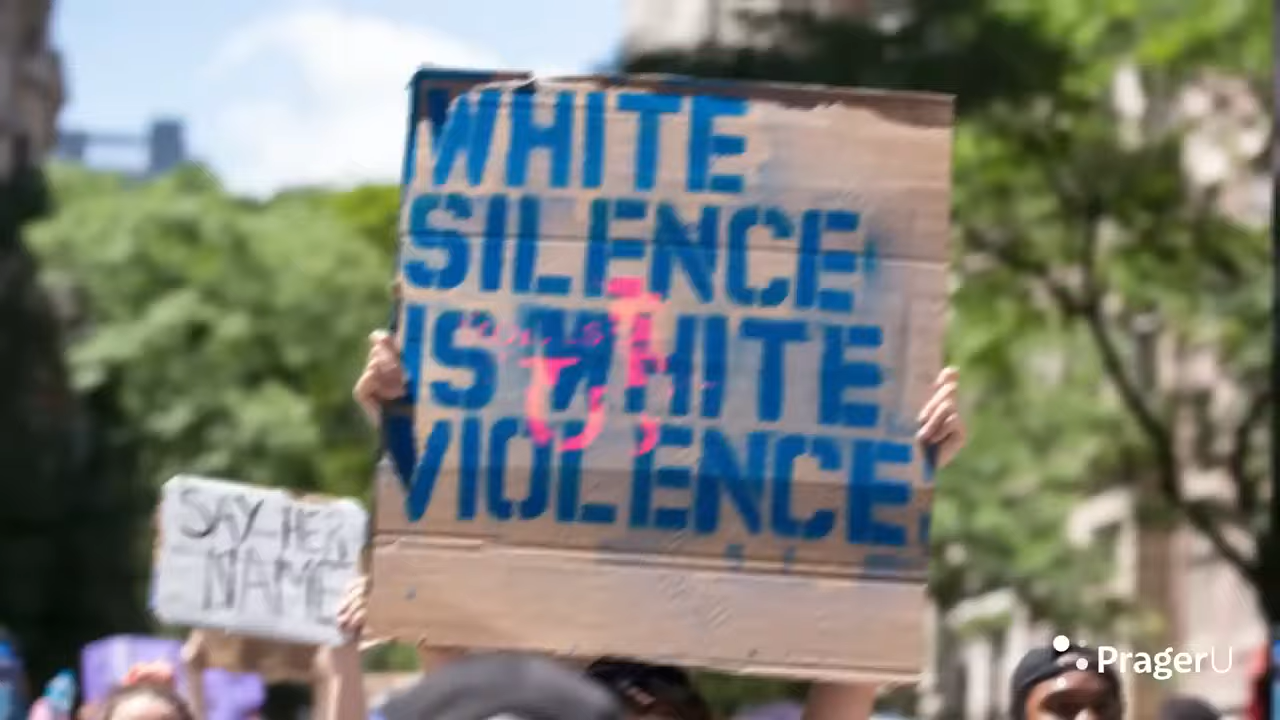 WHITE
SILENCE
IS WHITE
VIOLENCE
SAY HER
NAME
PragerU